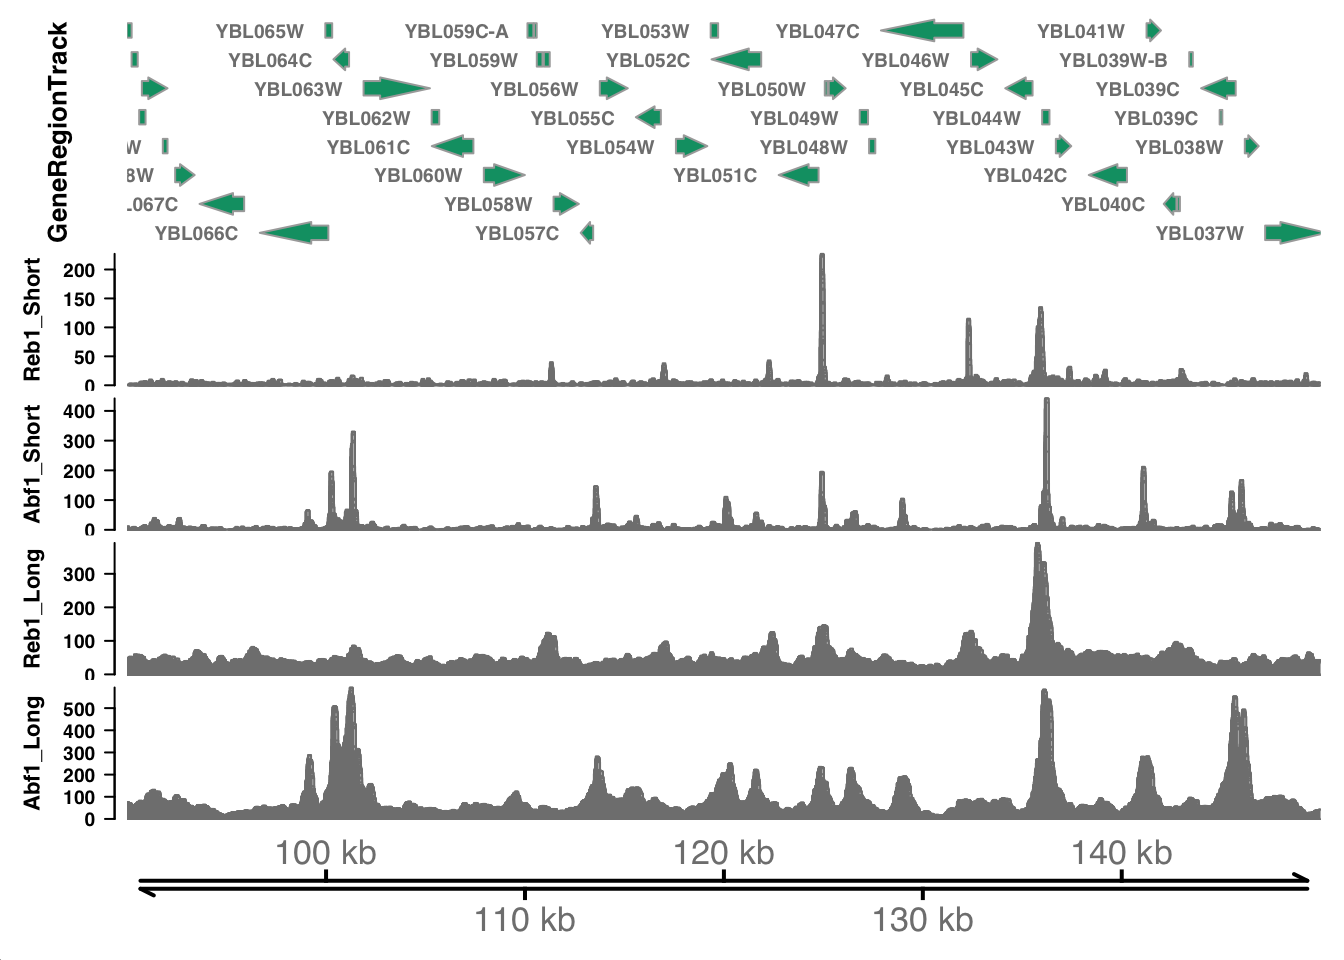 GeneRegionTrack
YBL065W YBL059C-A YBL053W YBL047C YBL041W
YBL064C YBL059W YBL052C YBL046W YBL039W-B
YBL063W YBL056W YBL050W YBL045C YBL039C
YBL062W YBL055C YBL049W YBL044W YBL039C
W YBL061C YBL054W YBL048W YBL043W YBL038W
8W YBL060W YBL051C YBL042C
.067C YBL058W YBL040C
YBL066C YBL057C YBL037W
Reb1_Short
200
150
100
50
0
Abf1_Short
400
300
200
100
0
Reb1_Long
300
200
100
0
Abf1_Long
500
400
300
200
100
0
100 kb 120 kb 140 kb
110 kb 130 kb